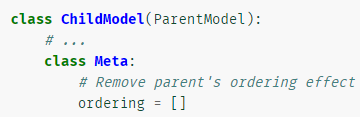 class ChildModel(ParentModel):
    # ...
    class Meta:
        # Remove parent's ordering effect
        ordering = []